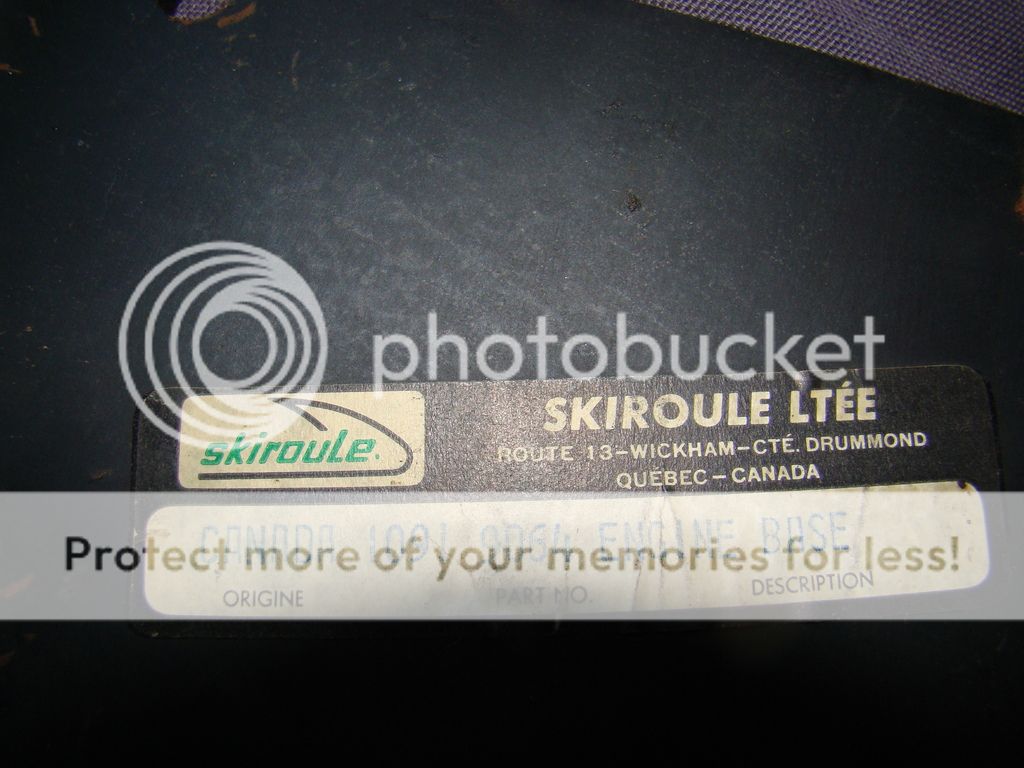 photobucket
skiroule.
SKIROULE LTÉE
ROUTE 13-WICKHAM-CTÉ. DRUMMOND
QUÉBEC-CANADA
CANADA 1091 0064 ENGINE BASE
Protect more of your memories for less!
ORIGINE PART NO. DESCRIPTION